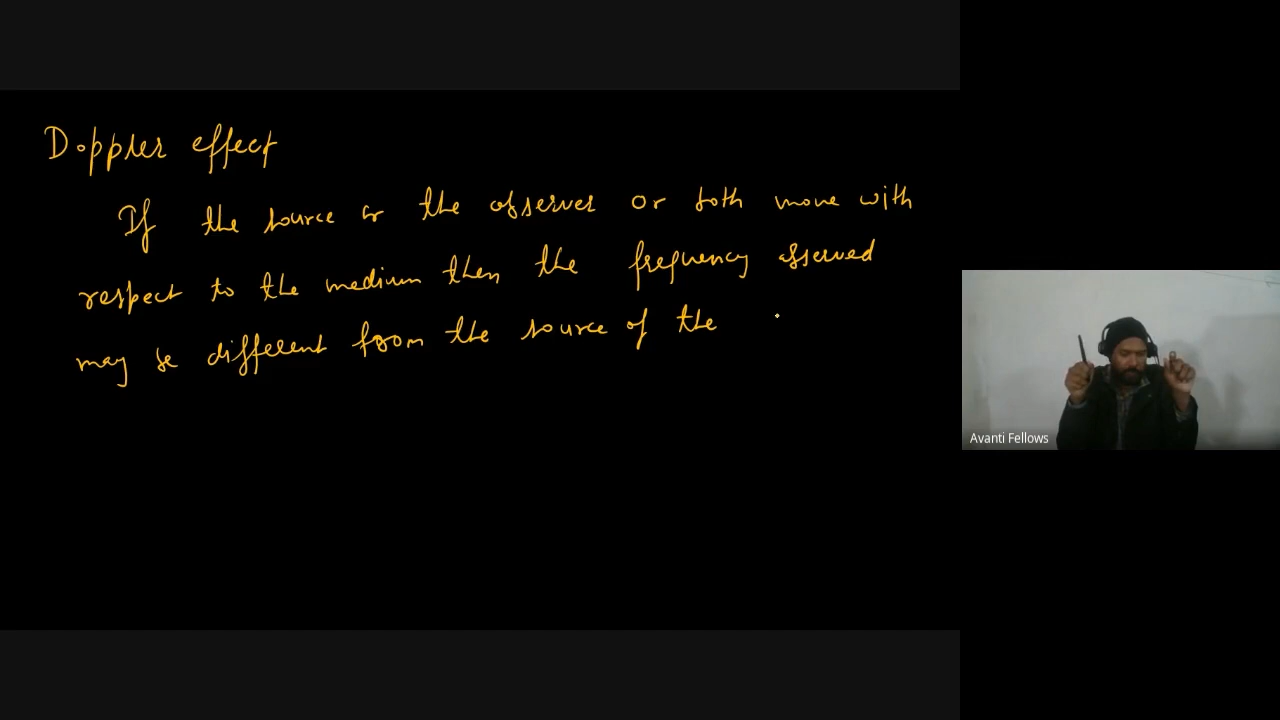 Doppler effect
If the source or the observer or both move with
respect to the medium then the frequency observed
may be different from the source of the
Avanti Fellows